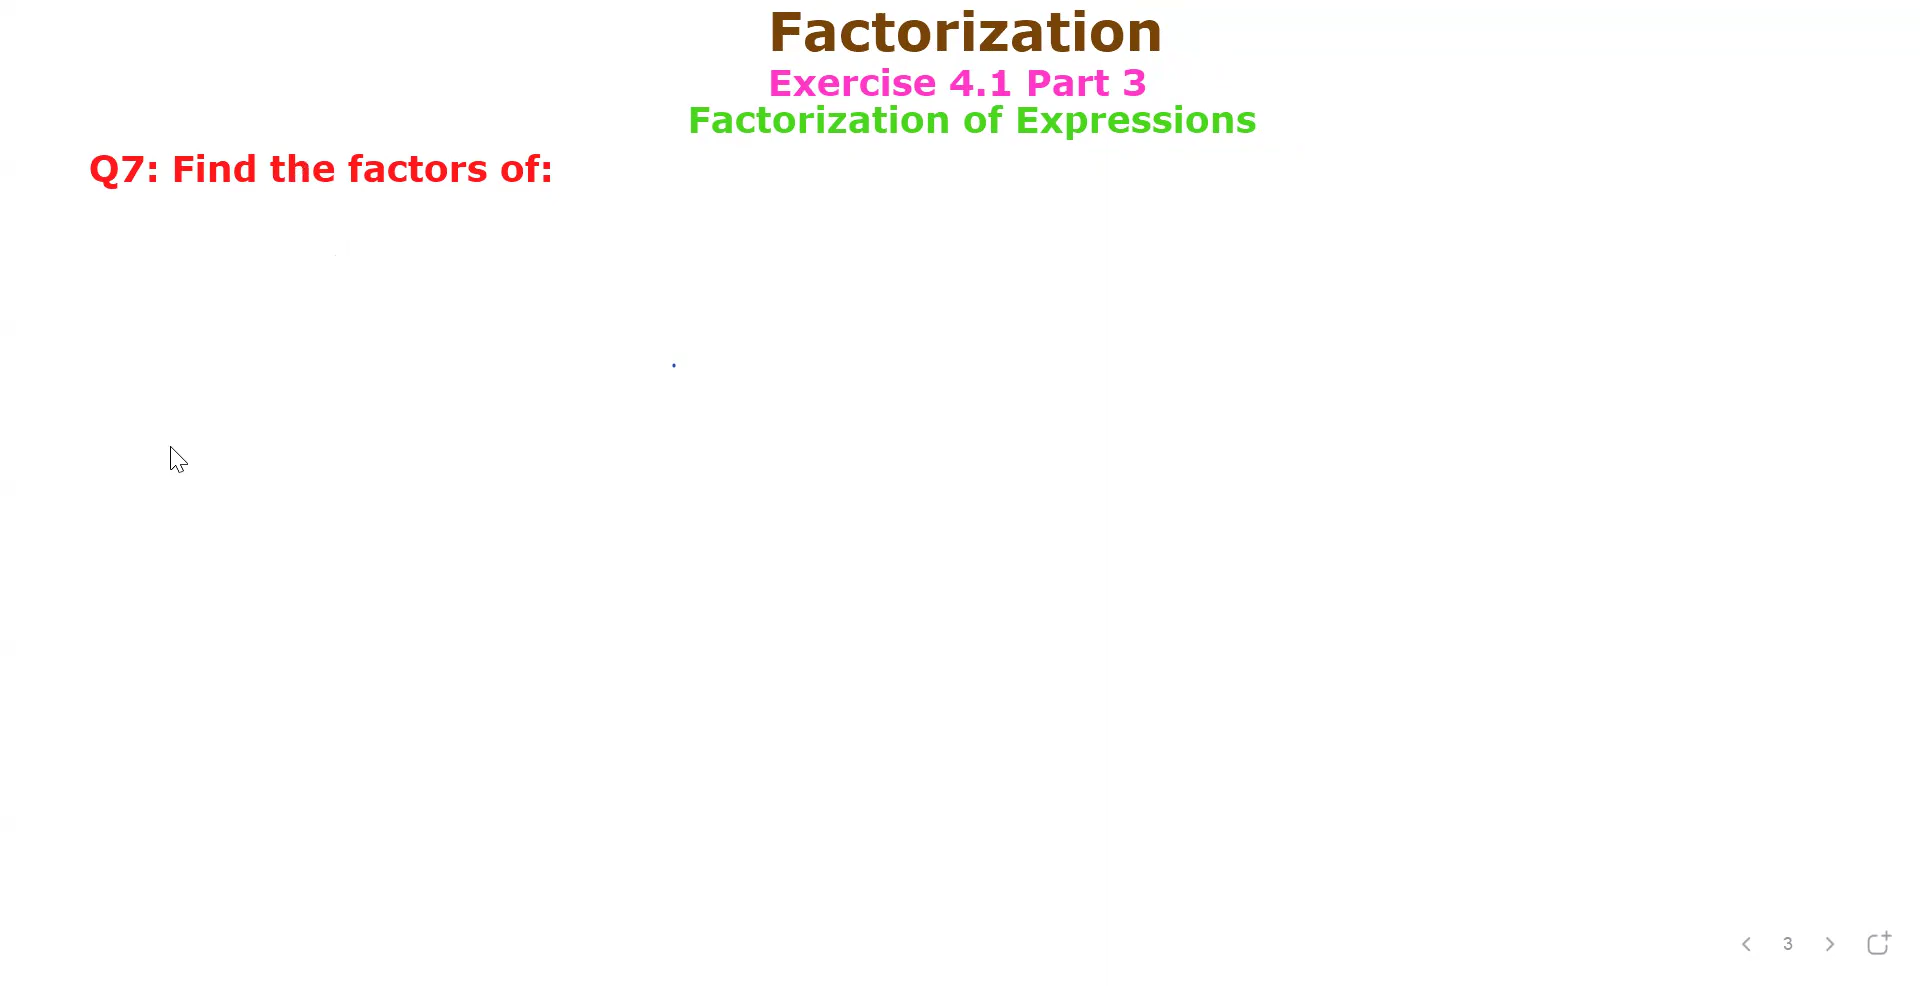 Factorization
Exercise 4.1 Part 3
Factorization of Expressions
Q7: Find the factors of:
3